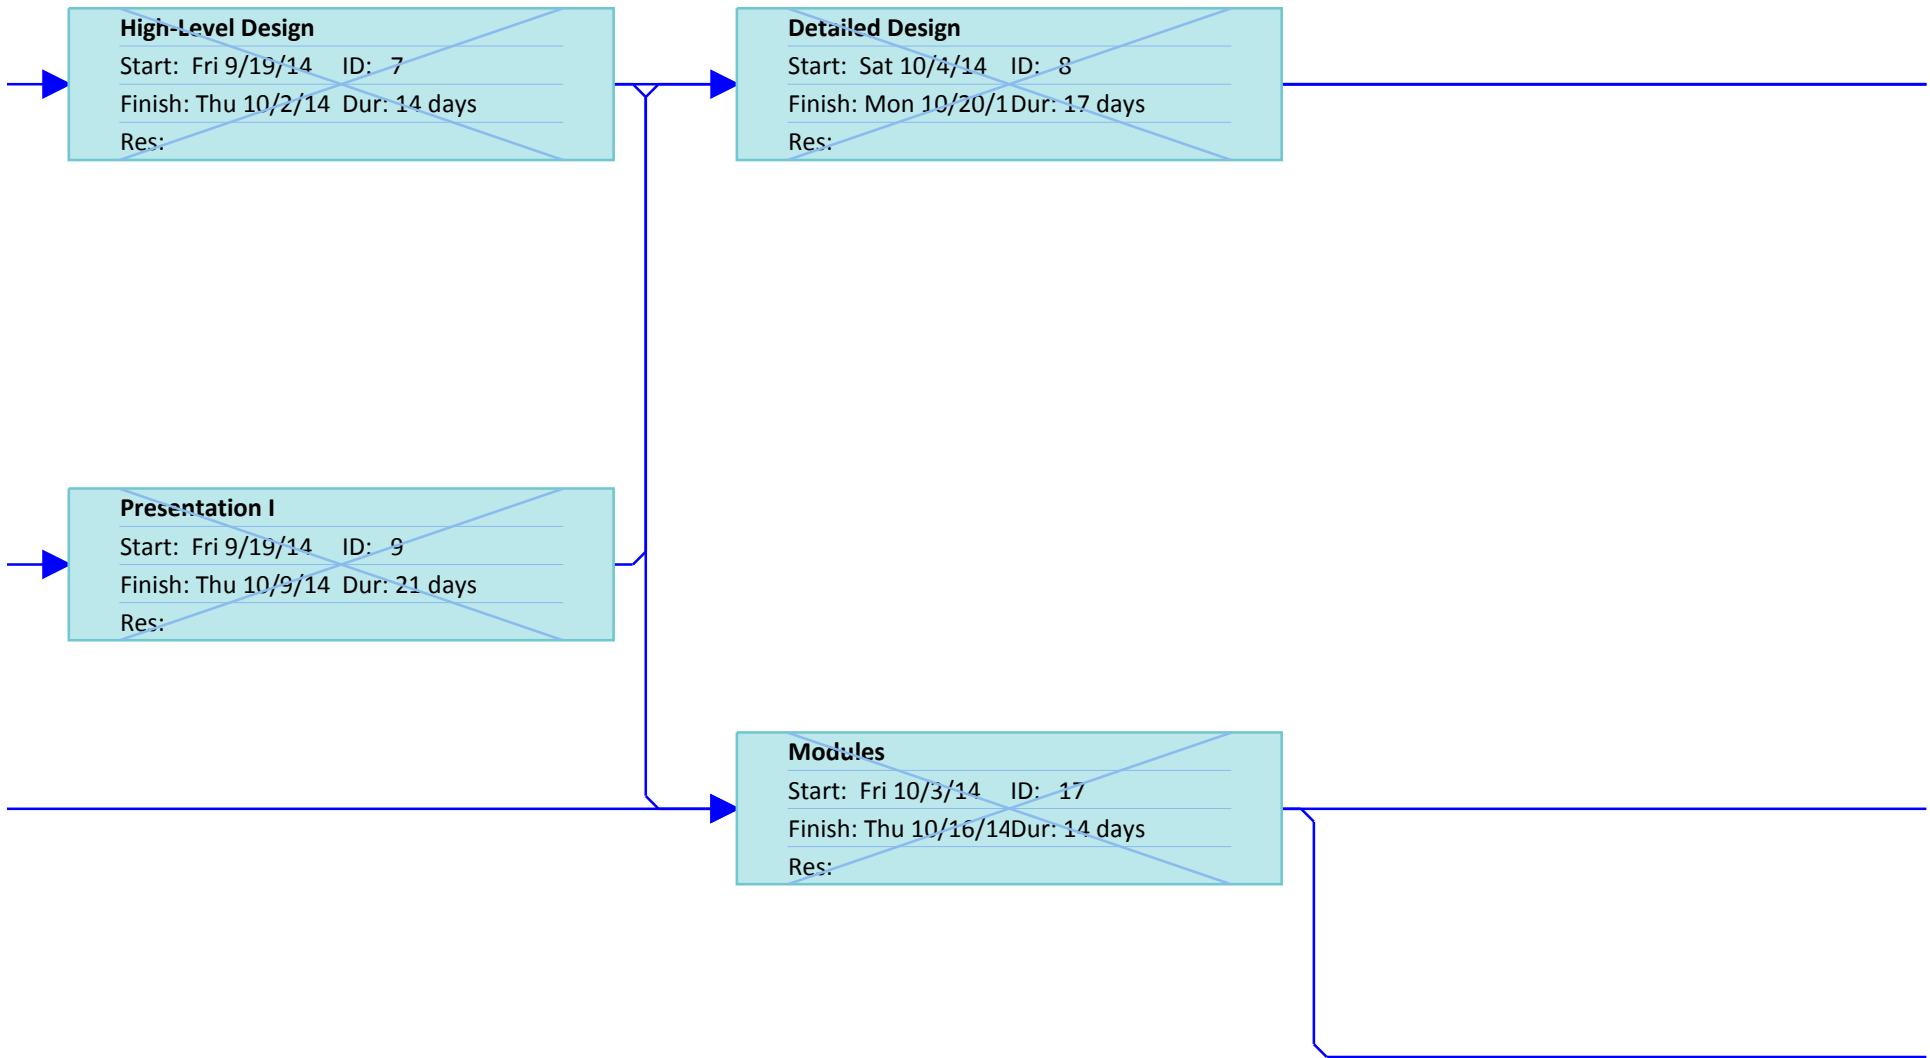 High-Level Design
Start: Fri 9/19/14 ID: 7
Finish: Thu 10/2/14 Dur: 14 days
Res:
Detailed Design
Start: Sat 10/4/14 ID: 8
Finish: Mon 10/20/1 Dur: 17 days
Res:
Presentation I
Start: Fri 9/19/14 ID: 9
Finish: Thu 10/9/14 Dur: 21 days
Res:
Modules
Start: Fri 10/3/14 ID: 17
Finish: Thu 10/16/14 Dur: 14 days
Res: